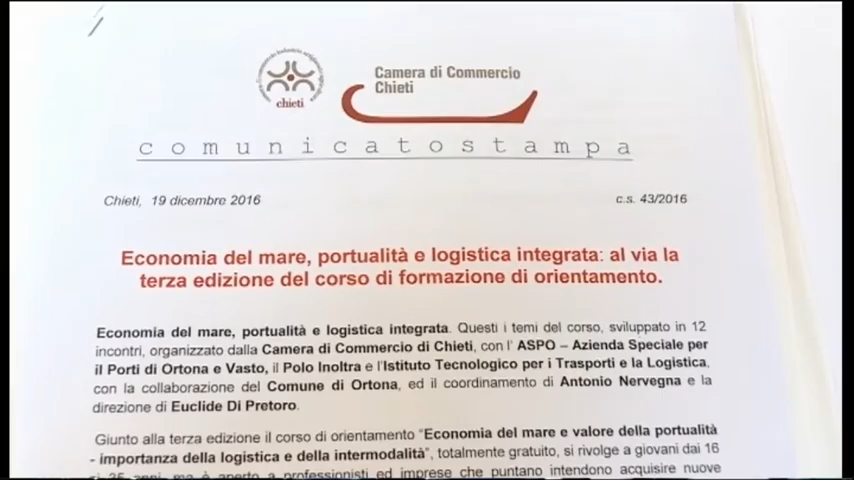 chieti
Camera di Commercio
Chieti
comunicatostampa
Chieti, 19 dicembre 2016
c.s. 43/2016
Economia del mare, portualità e logistica integrata: al via la
terza edizione del corso di formazione di orientamento.
Economia del mare, portualità e logistica integrata. Questi i temi del corso, sviluppato in 12
incontri, organizzato dalla Camera di Commercio di Chieti, con l' ASPO – Azienda Speciale per
il Porti di Ortona e Vasto, il Polo Inoltra e l'Istituto Tecnologico per i Trasporti e la Logistica,
con la collaborazione del Comune di Ortona, ed il coordinamento di Antonio Nervegna e la
direzione di Euclide Di Pretoro.
Giunto alla terza edizione il corso di orientamento "Economia del mare e valore della portualità
- importanza della logistica e della intermodalità", totalmente gratuito, si rivolge a giovani dai 16
ai 35 anni, ma è aperto a professionisti ed imprese che puntano intendono acquisire nuove